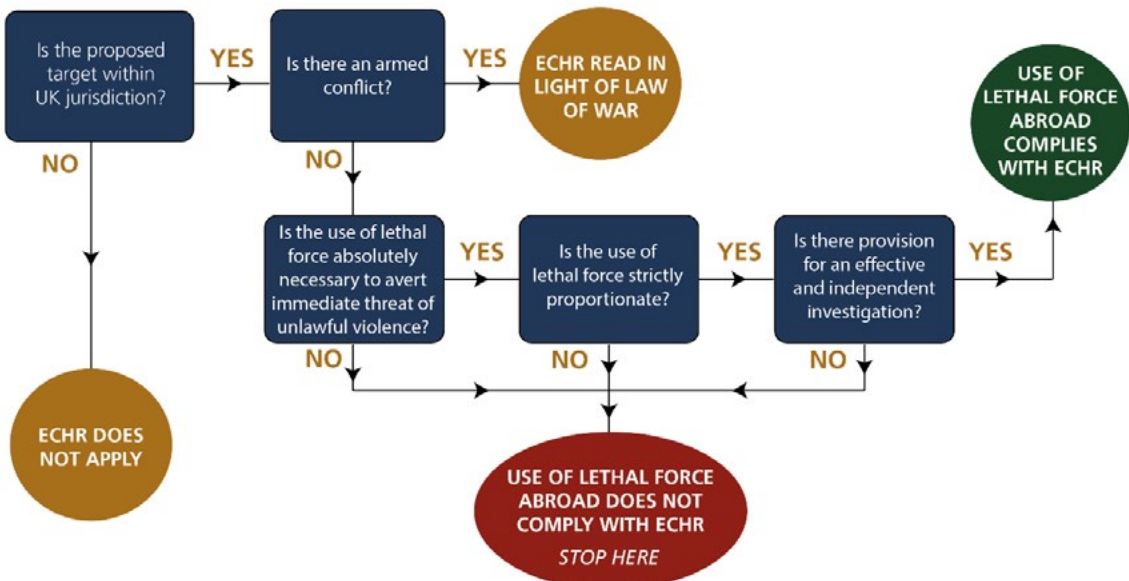 Is the proposed
target within
UK jurisdiction?
YES
Is there an armed
conflict?
YES
ECHR READ IN
LIGHT OF LAW
OF WAR
USE OF
LETHAL FORCE
ABROAD
COMPLIES
WITH ECHR
NO
NO
Is the use of lethal
force absolutely
necessary to avert
immediate threat of
unlawful violence?
YES
Is the use of
lethal force strictly
proportionate?
YES
Is there provision
for an effective
and independent
investigation?
YES
NO
NO
NO
ECHR DOES
NOT APPLY
USE OF LETHAL FORCE
ABROAD DOES NOT
COMPLY WITH ECHR
STOP HERE